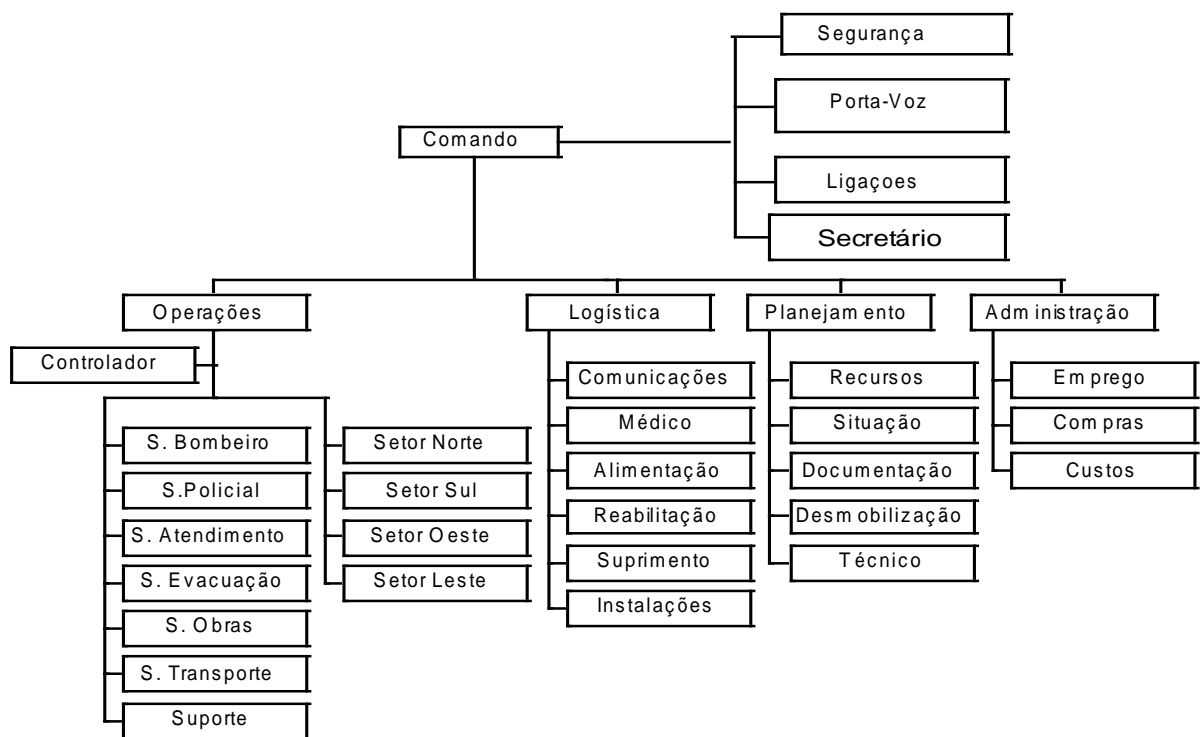 Segurança
Porta-Voz
Comando
Ligaçoes
Secretário
Operações
Logística
Planejamento
Administração
Controlador
S. Bombeiro
S.Policial
S. Atendimento
S. Evacuação
S. Obras
S. Transporte
Suporte
Setor Norte
Setor Sul
Setor Oeste
Setor Leste
Comunicações
Médico
Alimentação
Reabilitação
Suprimento
Instalações
Recursos
Situação
Documentação
Desmobilização
Técnico
Emprego
Compras
Custos